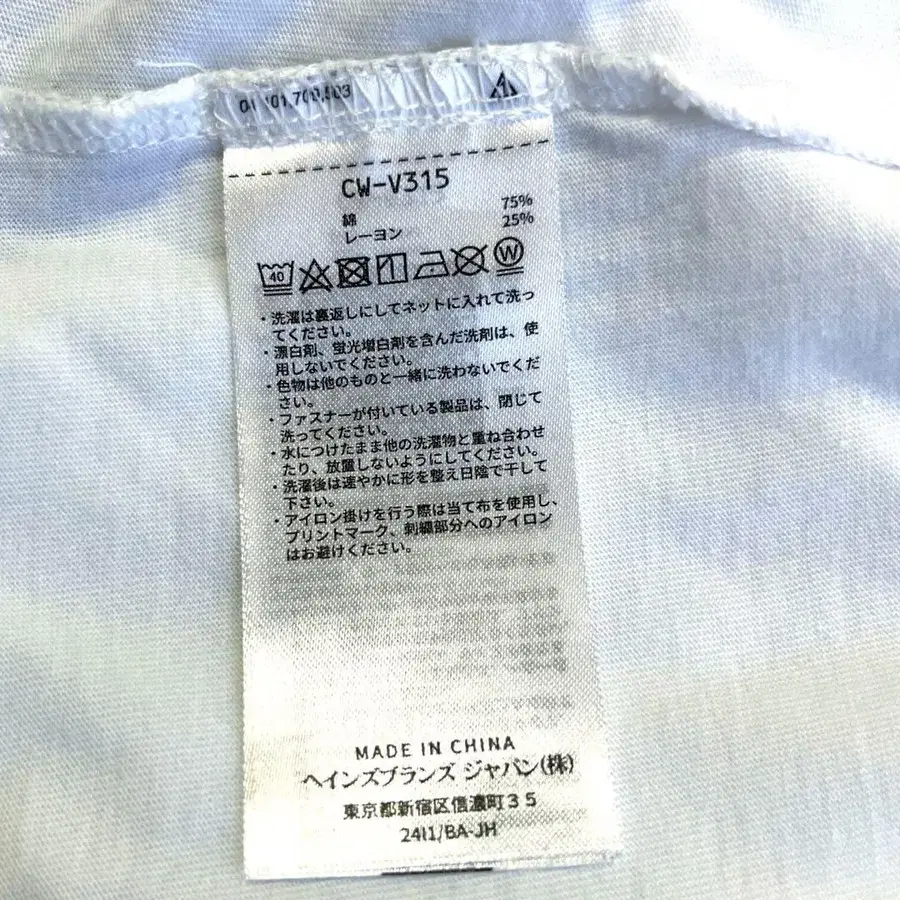 CW-V315
綿 75%
レーヨン 25%
40 W
・洗濯は裏返しにしてネットに入れて洗っ
てください。
・漂白剤、蛍光増白剤を含んだ洗剤は、使
用しないでください。
・色物は他のものと一緒に洗わないでくだ
さい。
・ファスナーが付いている製品は、閉じて
洗ってください。
・水につけたまま他の洗濯物と重ね合わせ
たり、放置しないようにしてください。
・洗濯後は速やかに形を整え日陰で干して
下さい。
・アイロン掛けを行う際は当て布を使用し、
プリントマーク、刺繍部分へのアイロン
はお避けください。
MADE IN CHINA
ヘインズブランズ ジャパン(株)
東京都新宿区信濃町35
24I1/BA-JH